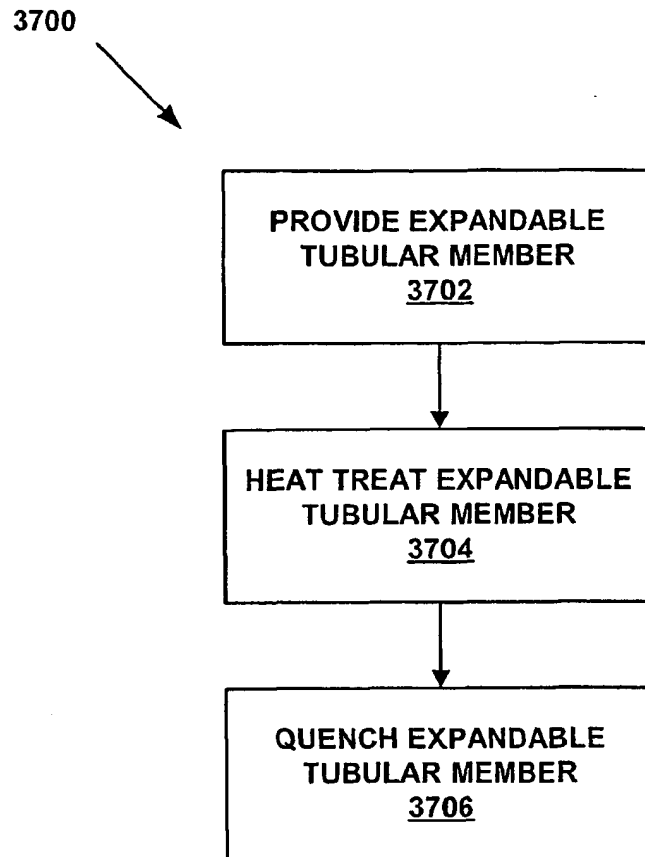 3700
PROVIDE EXPANDABLE
TUBULAR MEMBER
3702
HEAT TREAT EXPANDABLE
TUBULAR MEMBER
3704
QUENCH EXPANDABLE
TUBULAR MEMBER
3706